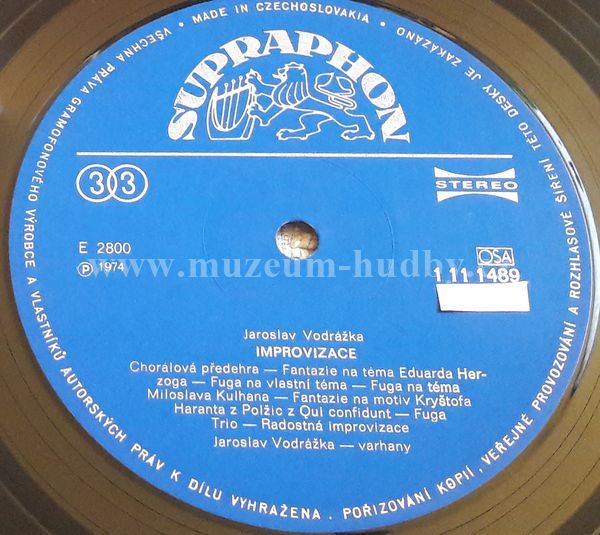 MADE IN CZECHOSLOVAKIA • VŠECHNA PRÁVA GRAMOFONOVÉHO VÝROBCE A VLASTNÍKŮ AUTORSKÝCH PRÁV K DÍLU VYHRAŽENA. POŘIZOVÁNÍ KOPIÍ, VEŘEJNÉ PROVOZOVÁNÍ A ROZHLASOVÉ ŠÍŘENÍ TÉTO DESKY JE ZAKÁZÁNO
SUPRAPHON
33
STEREO
E 2800
OSA
℗ 1974
1 11 1489
www.muzeum-hudby.
Jaroslav Vodrážka
IMPROVIZACE
Chorálová předehra — Fantazie na téma Eduarda Her-
zoga — Fuga na vlastní téma — Fuga na téma
Miloslava Kulhana — Fantazie na motiv Kryštofa
Haranta z Polžic z Qui confidunt — Fuga
Trio — Radostná improvizace
Jaroslav Vodrážka — varhany